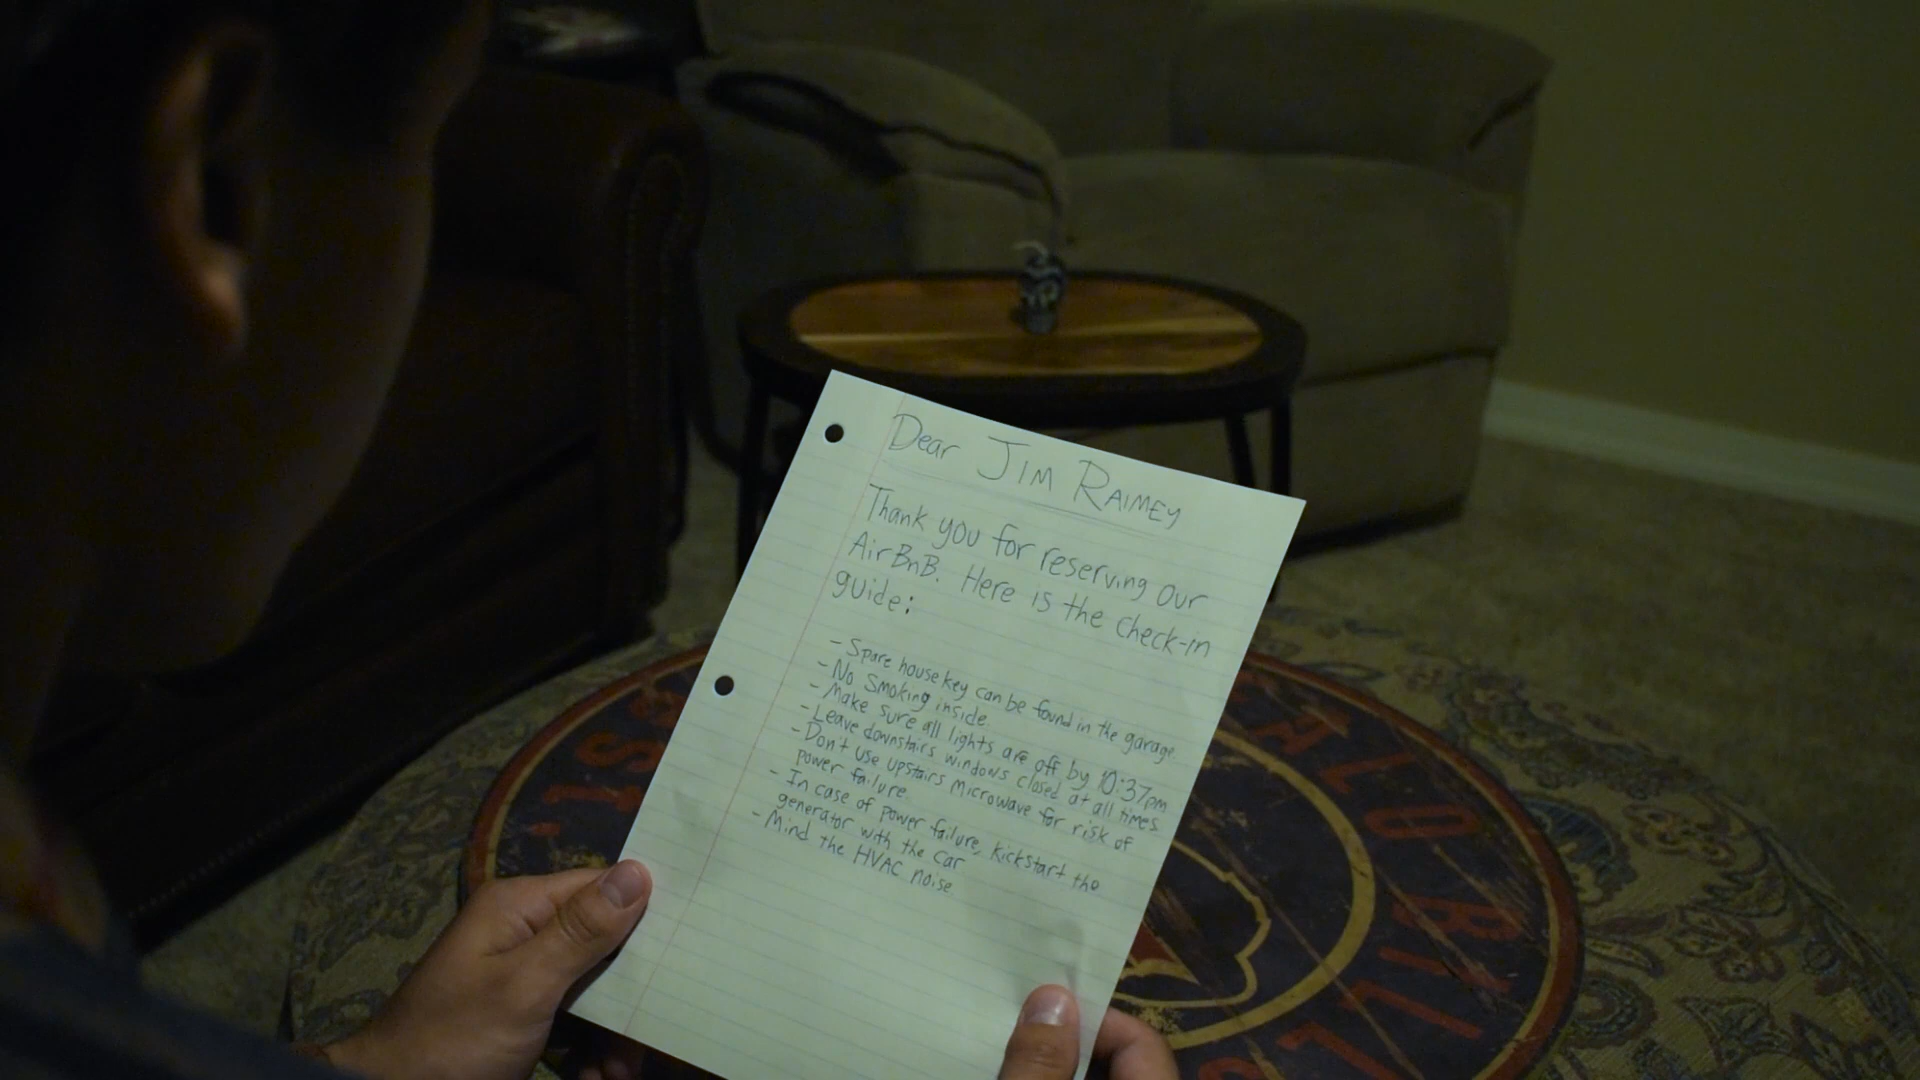 Dear JIM RAIMEY
Thank you for reserving our
AirBnB. Here is the check-in
guide:
- Spare house key can be found in the garage
- No smoking inside.
- Make sure all lights are off by 10:37pm
- Leave downstairs windows closed at all times
- Don't use upstairs microwave for risk of
power failure
- In case of power failure, kickstart the
generator with the car
- Mind the HVAC noise